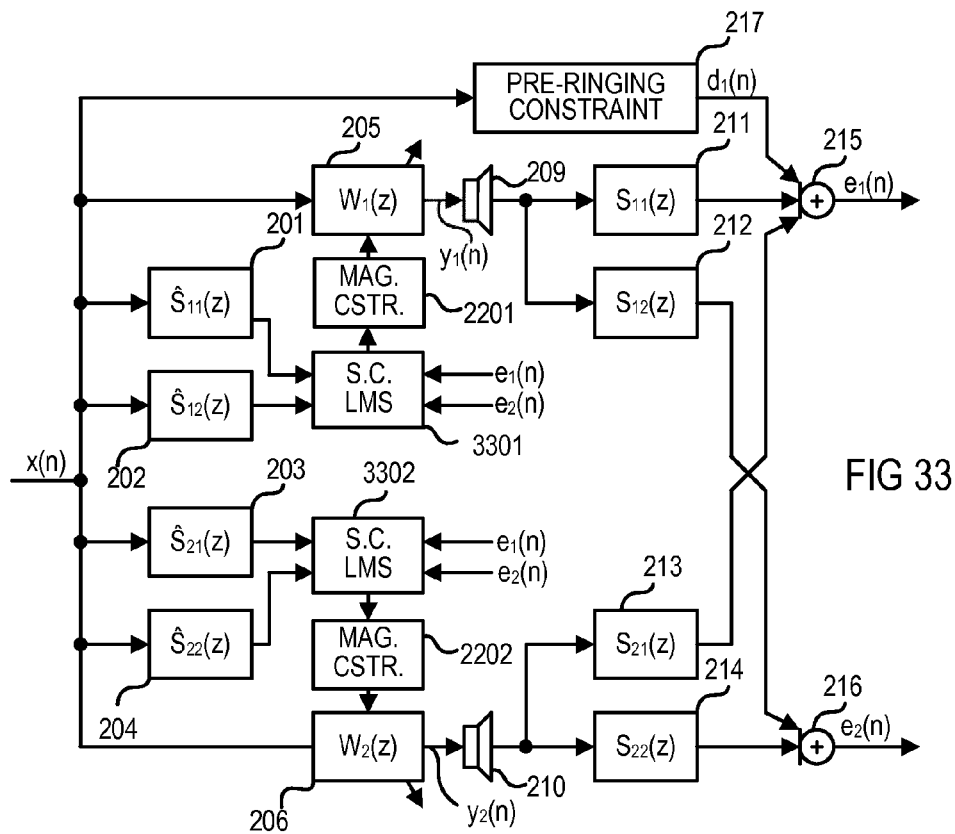 217
PRE-RINGING
CONSTRAINT
d₁(n)
205
211
209
215
W₁(z)
S₁₁(z)
e₁(n)
201
y₁(n)
212
Ŝ₁₁(z)
MAG.
CSTR.
2201
S₁₂(z)
S.C.
LMS
e₁(n)
e₂(n)
Ŝ₁₂(z)
3301
x(n)
202
203
3302
FIG 33
Ŝ₂₁(z)
S.C.
LMS
e₁(n)
e₂(n)
213
Ŝ₂₂(z)
MAG.
CSTR.
2202
S₂₁(z)
204
214
216
W₂(z)
S₂₂(z)
e₂(n)
206
y₂(n)
210